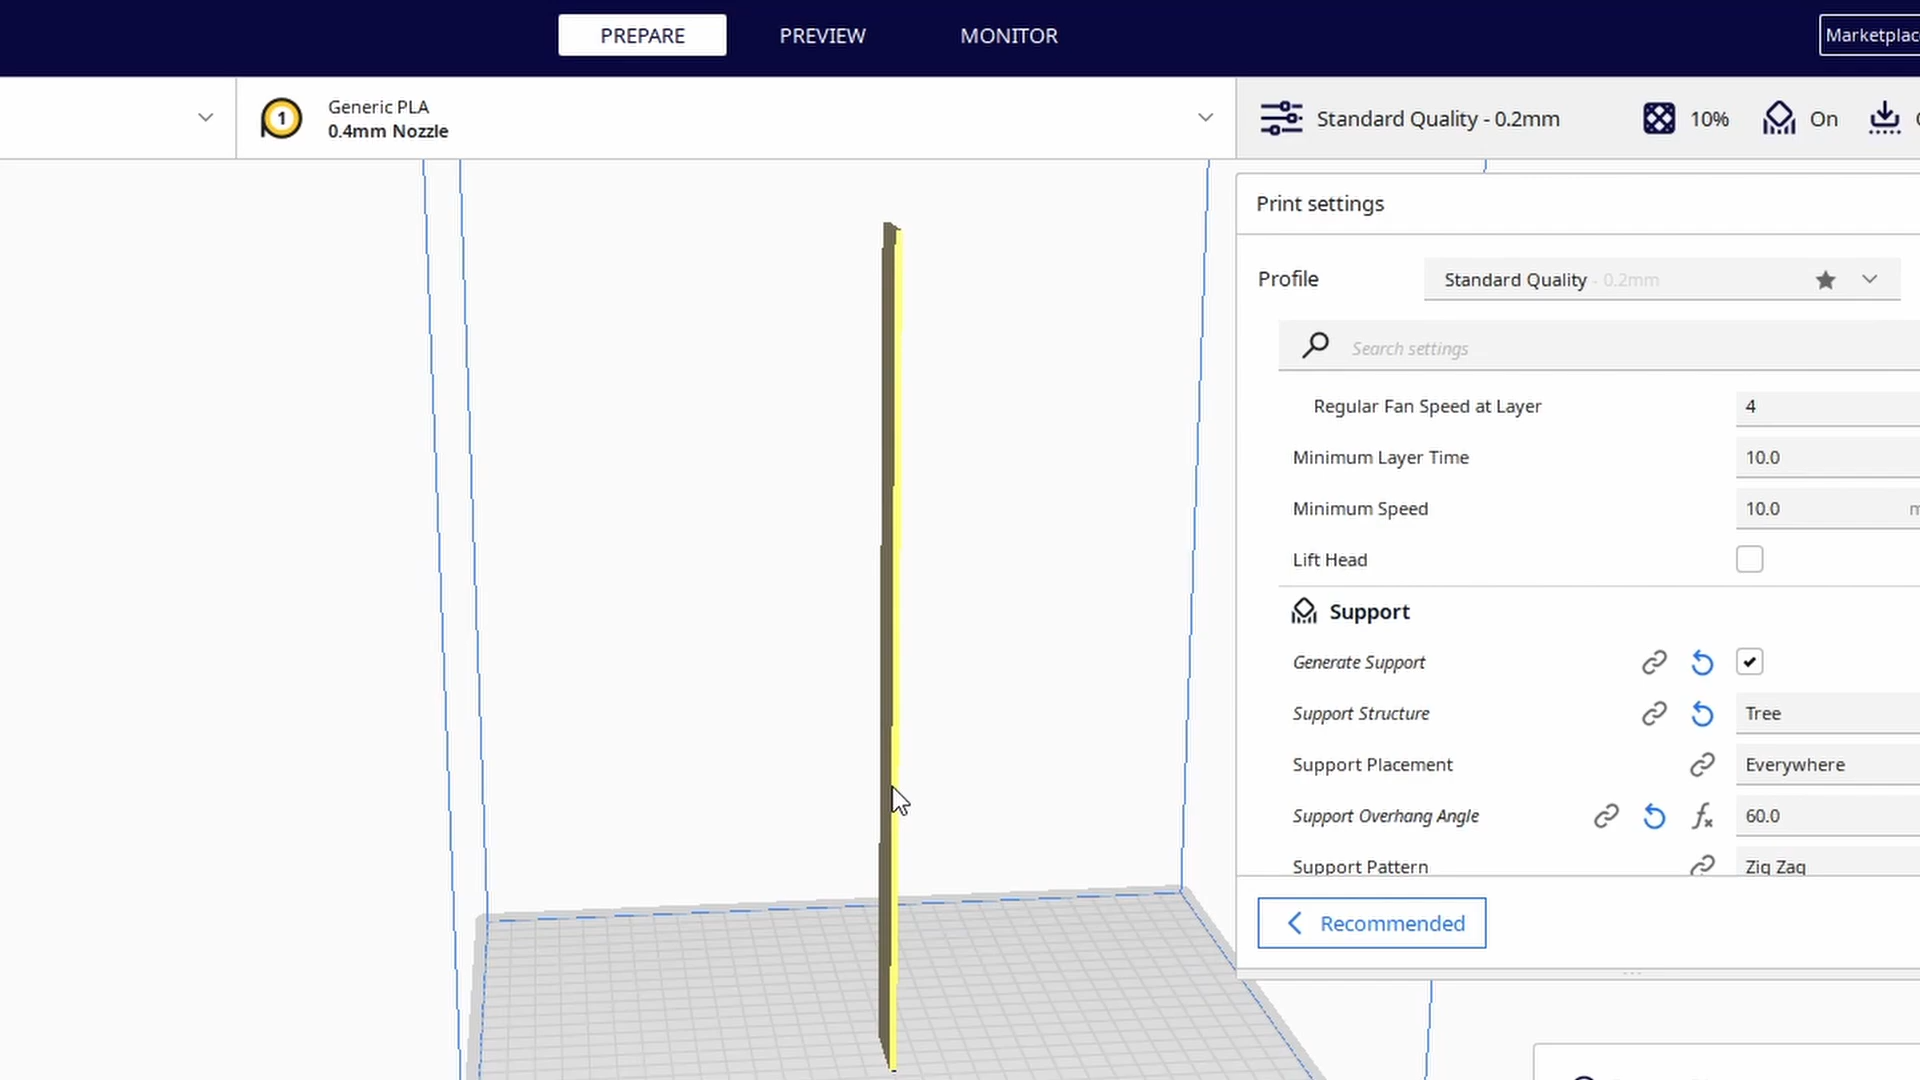 PREPARE PREVIEW MONITOR
1 Generic PLA
0.4mm Nozzle
Standard Quality - 0.2mm 10% On
Print settings
Profile Standard Quality - 0.2mm
Search settings
Regular Fan Speed at Layer 4
Minimum Layer Time 10.0
Minimum Speed 10.0
Lift Head
Support
Generate Support
Support Structure Tree
Support Placement Everywhere
Support Overhang Angle fx 60.0
Support Pattern Zig Zag
Recommended